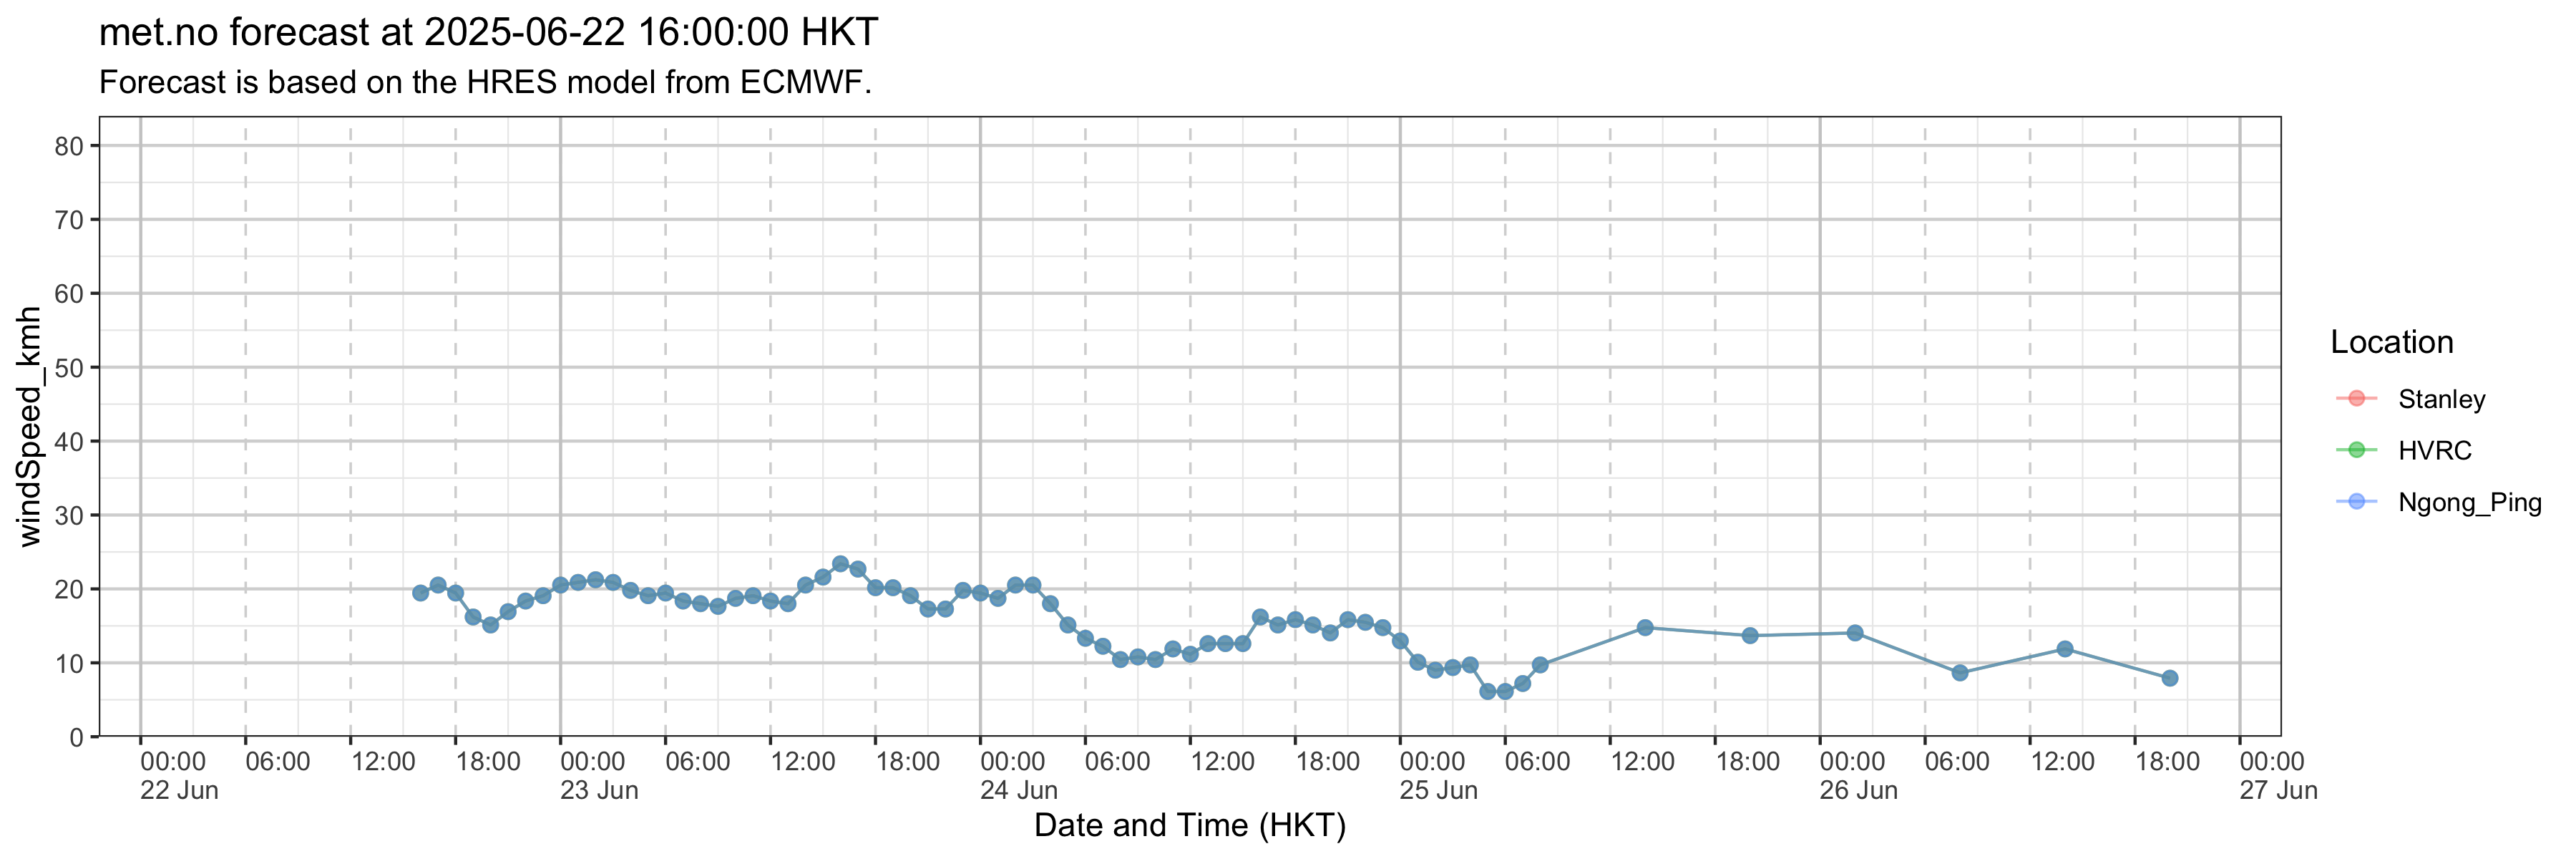 met.no forecast at 2025-06-22 16:00:00 HKT
Forecast is based on the HRES model from ECMWF.
windSpeed_kmh
80
70
60
50
40
30
20
10
0
00:00 06:00 12:00 18:00 00:00 06:00 12:00 18:00 00:00 06:00 12:00 18:00 00:00 06:00 12:00 18:00 00:00 06:00 12:00 18:00 00:00
22 Jun 23 Jun 24 Jun 25 Jun 26 Jun 27 Jun
Date and Time (HKT)
Location
Stanley
HVRC
Ngong_Ping